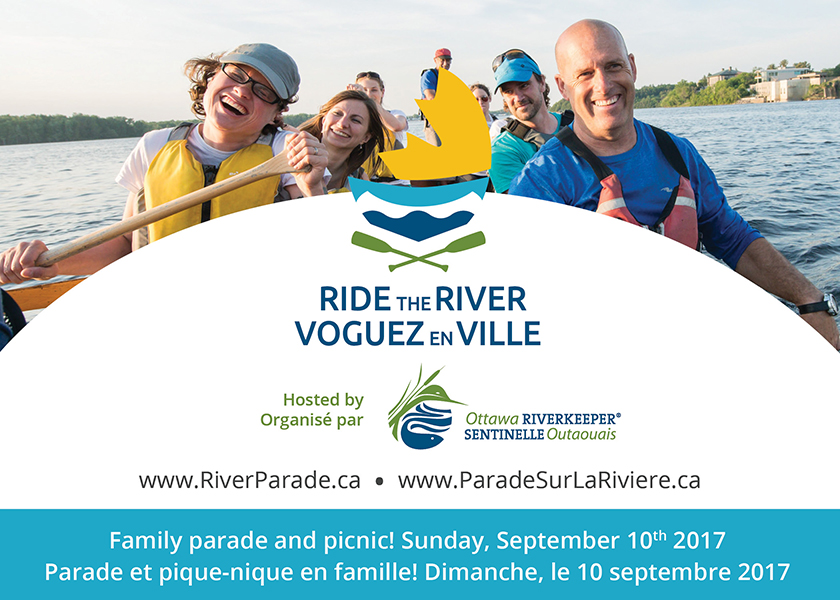 RIDE THE RIVER
VOGUEZ EN VILLE
Hosted by
Organisé par
Ottawa RIVERKEEPER®
SENTINELLE Outaouais
www.RiverParade.ca • www.ParadeSurLaRiviere.ca
Family parade and picnic! Sunday, September 10th 2017
Parade et pique-nique en famille! Dimanche, le 10 septembre 2017